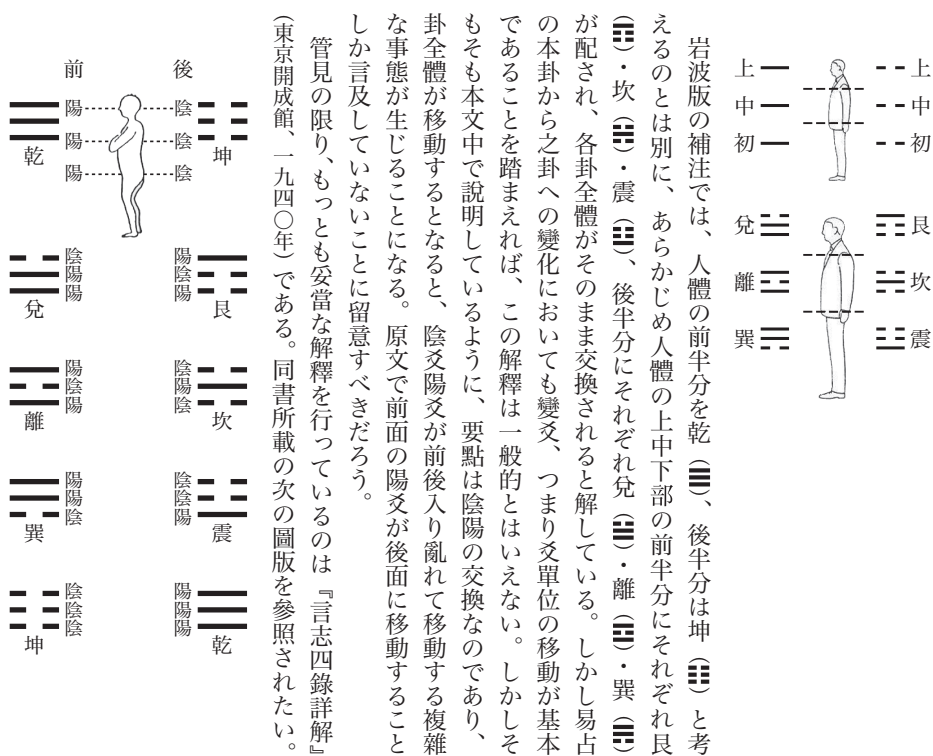 上　上
中　中
初　初
兌　艮
離　坎
巽　震
岩波版の補注では、人體の前半分を乾（☰）、後半分は坤（☷）と考
えるのとは別に、あらかじめ人體の上中下部の前半分にそれぞれ艮
（☶）・坎（☵）・震（☳）、後半分にそれぞれ兌（☱）・離（☲）・巽（☴）
が配され、各卦全體がそのまま交換されると解している。しかし易占
の本卦から之卦への變化においても變爻、つまり爻單位の移動が基本
であることを踏まえれば、この解釋は一般的とはいえない。しかしそ
もそも本文中で說明しているように、要點は陰陽の交換なのであり、
卦全體が移動するとなると、陰爻陽爻が前後入り亂れて移動する複雜
な事態が生じることになる。原文で前面の陽爻が後面に移動すること
しか言及していないことに留意すべきだろう。
管見の限り、もっとも妥當な解釋を行っているのは『言志四錄詳解』
（東京開成館、一九四〇年）である。同書所載の次の圖版を參照されたい。
前　後
陽　陰
陽　陰
陽　陰
乾　坤
陰　陽
陽　陰
陽　陽
兌　艮
陽　陰
陰　陽
陽　陰
離　坎
陽　陰
陽　陰
陰　陽
巽　震
陰　陽
陰　陽
陰　陽
坤　乾